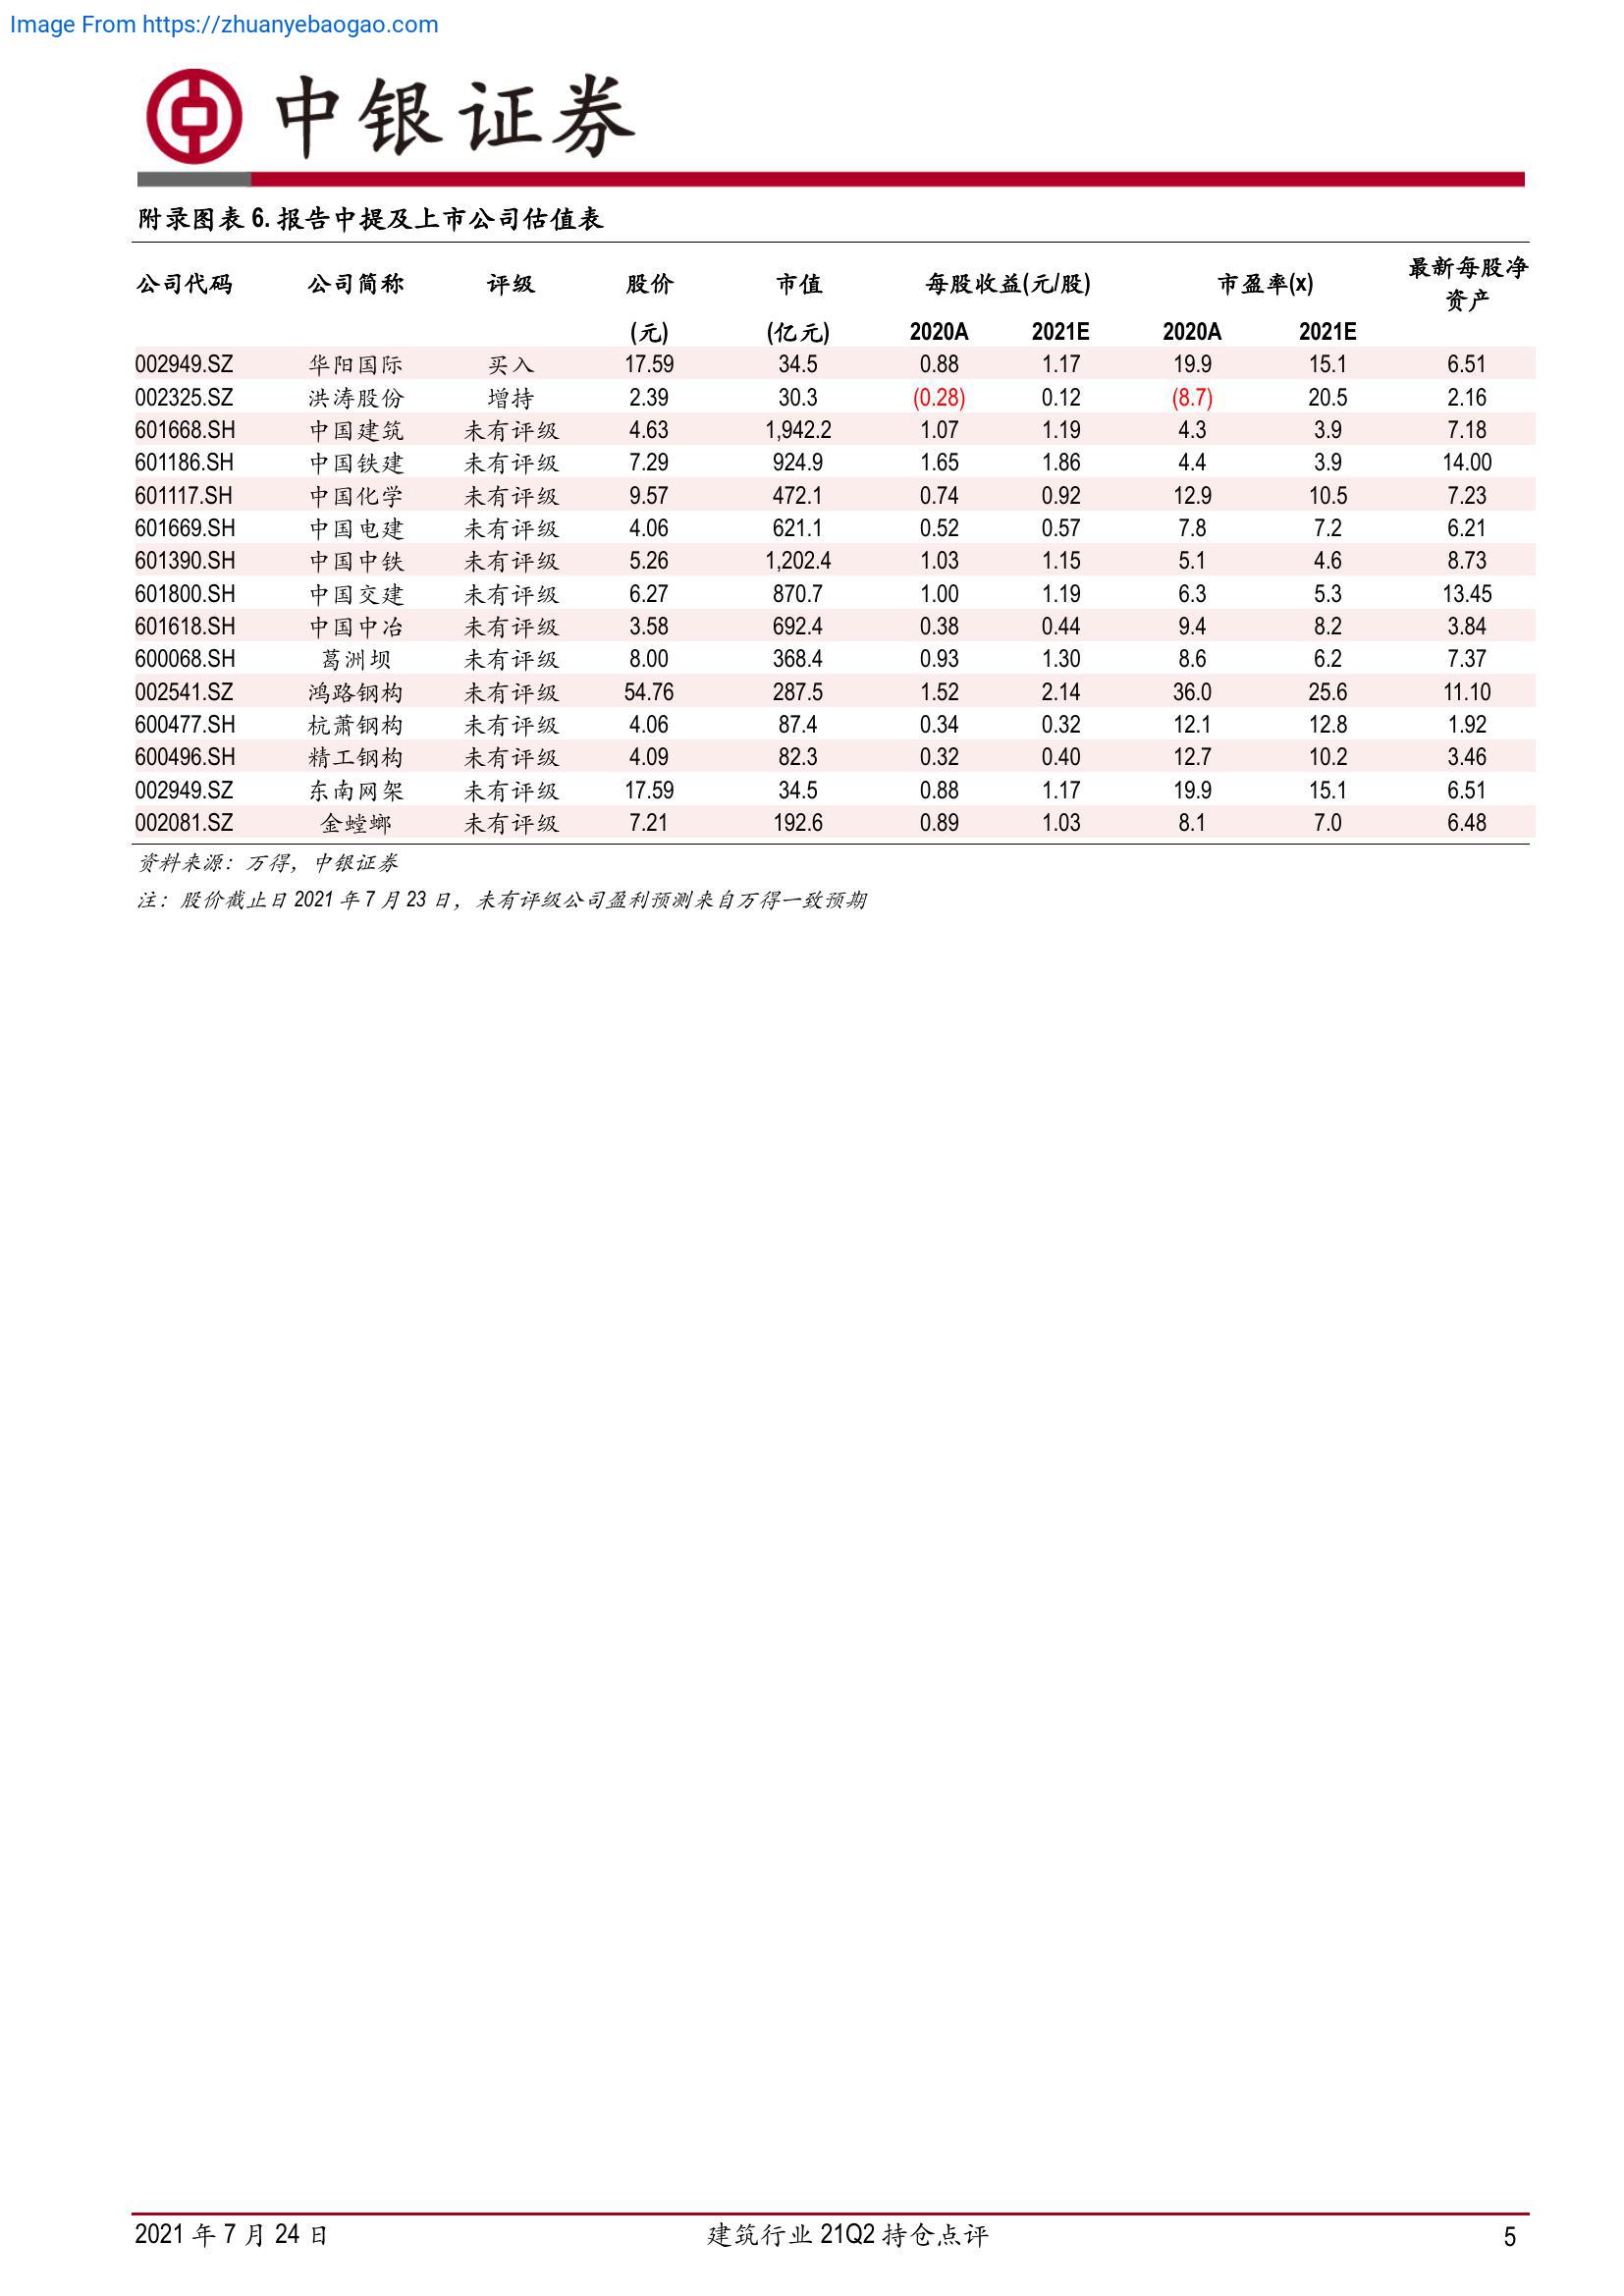 Image From https://zhuanyebaogao.com
中银证券
附录图表 6. 报告中提及上市公司估值表
公司代码 公司简称 评级 股价 市值 每股收益(元/股) 市盈率(x) 最新每股净资产
(元) (亿元) 2020A 2021E 2020A 2021E
002949.SZ 华阳国际 买入 17.59 34.5 0.88 1.17 19.9 15.1 6.51
002325.SZ 洪涛股份 增持 2.39 30.3 (0.28) 0.12 (8.7) 20.5 2.16
601668.SH 中国建筑 未有评级 4.63 1,942.2 1.07 1.19 4.3 3.9 7.18
601186.SH 中国铁建 未有评级 7.29 924.9 1.65 1.86 4.4 3.9 14.00
601117.SH 中国化学 未有评级 9.57 472.1 0.74 0.92 12.9 10.5 7.23
601669.SH 中国电建 未有评级 4.06 621.1 0.52 0.57 7.8 7.2 6.21
601390.SH 中国中铁 未有评级 5.26 1,202.4 1.03 1.15 5.1 4.6 8.73
601800.SH 中国交建 未有评级 6.27 870.7 1.00 1.19 6.3 5.3 13.45
601618.SH 中国中冶 未有评级 3.58 692.4 0.38 0.44 9.4 8.2 3.84
600068.SH 葛洲坝 未有评级 8.00 368.4 0.93 1.30 8.6 6.2 7.37
002541.SZ 鸿路钢构 未有评级 54.76 287.5 1.52 2.14 36.0 25.6 11.10
600477.SH 杭萧钢构 未有评级 4.06 87.4 0.34 0.32 12.1 12.8 1.92
600496.SH 精工钢构 未有评级 4.09 82.3 0.32 0.40 12.7 10.2 3.46
002949.SZ 东南网架 未有评级 17.59 34.5 0.88 1.17 19.9 15.1 6.51
002081.SZ 金螳螂 未有评级 7.21 192.6 0.89 1.03 8.1 7.0 6.48
资料来源：万得，中银证券
注：股价截止日 2021 年 7 月 23 日，未有评级公司盈利预测来自万得一致预期
2021 年 7 月 24 日 建筑行业 21Q2 持仓点评 5